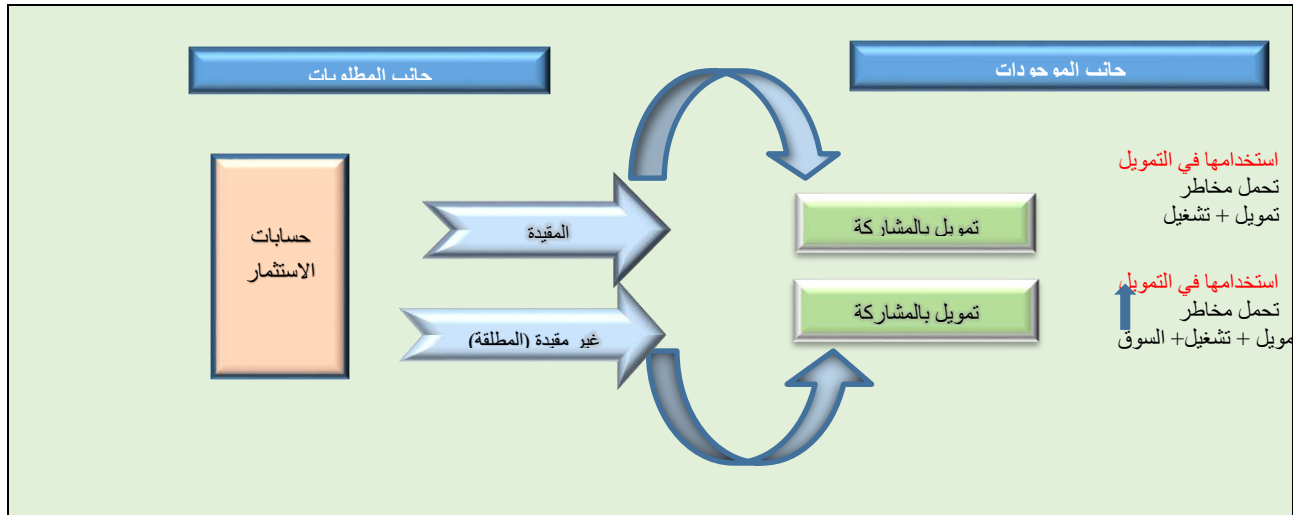 جانب الموجودات
جانب المطلوبات
استخدامها في التمويل
تحمل مخاطر
تمويل + تشغيل
تمويل بالمشاركة
المقيدة
حسابات
الاستثمار
استخدامها في التمويل
تحمل مخاطر
مويل + تشغيل+ السوق
تمويل بالمشاركة
غير مقيدة (المطلقة)